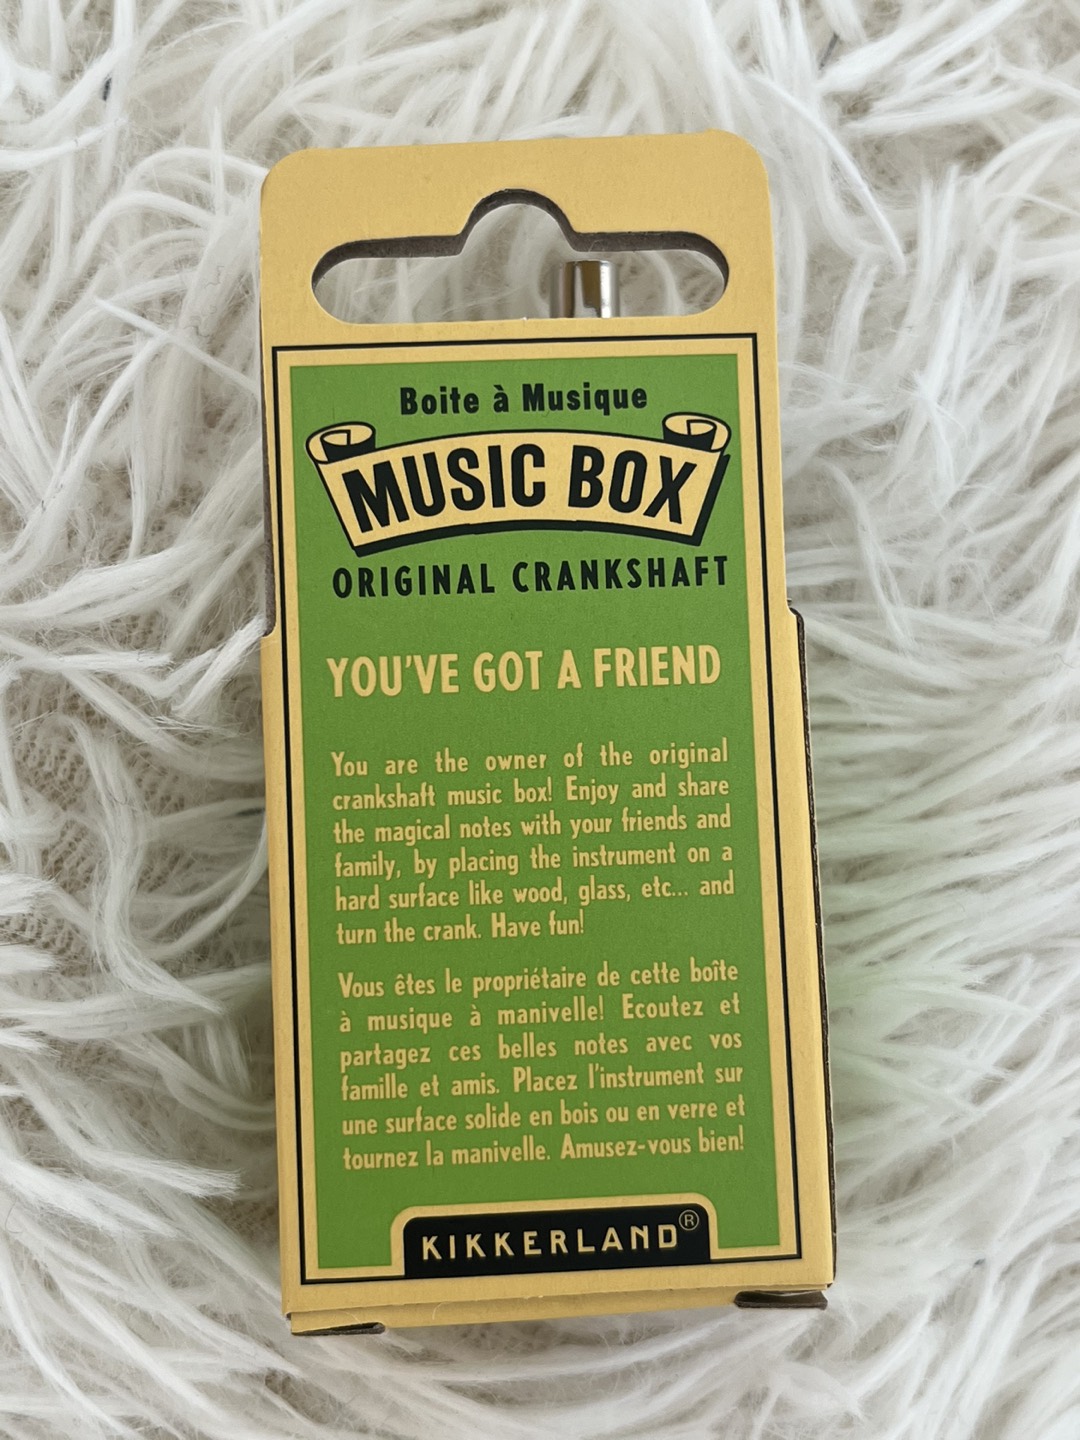 Boite à Musique
MUSIC BOX
ORIGINAL CRANKSHAFT
YOU'VE GOT A FRIEND
You are the owner of the original
crankshaft music box! Enjoy and share
the magical notes with your friends and
family, by placing the instrument on a
hard surface like wood, glass, etc... and
turn the crank. Have fun!
Vous êtes le propriétaire de cette boîte
à musique à manivelle! Ecoutez et
partagez ces belles notes avec vos
famille et amis. Placez l'instrument sur
une surface solide en bois ou en verre et
tournez la manivelle. Amusez-vous bien!
KIKKERLAND®